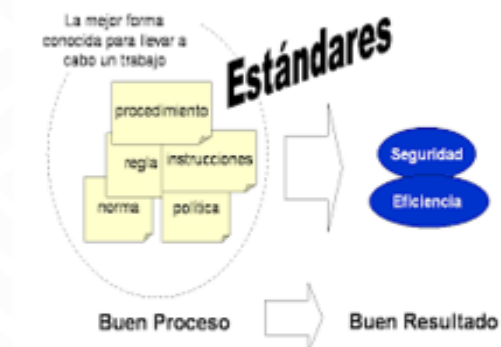 La mejor forma
conocida para llevar a
cabo un trabajo
Estándares
procedimiento
regla
instrucciones
norma
política
Seguridad
Eficiencia
Buen Proceso
Buen Resultado